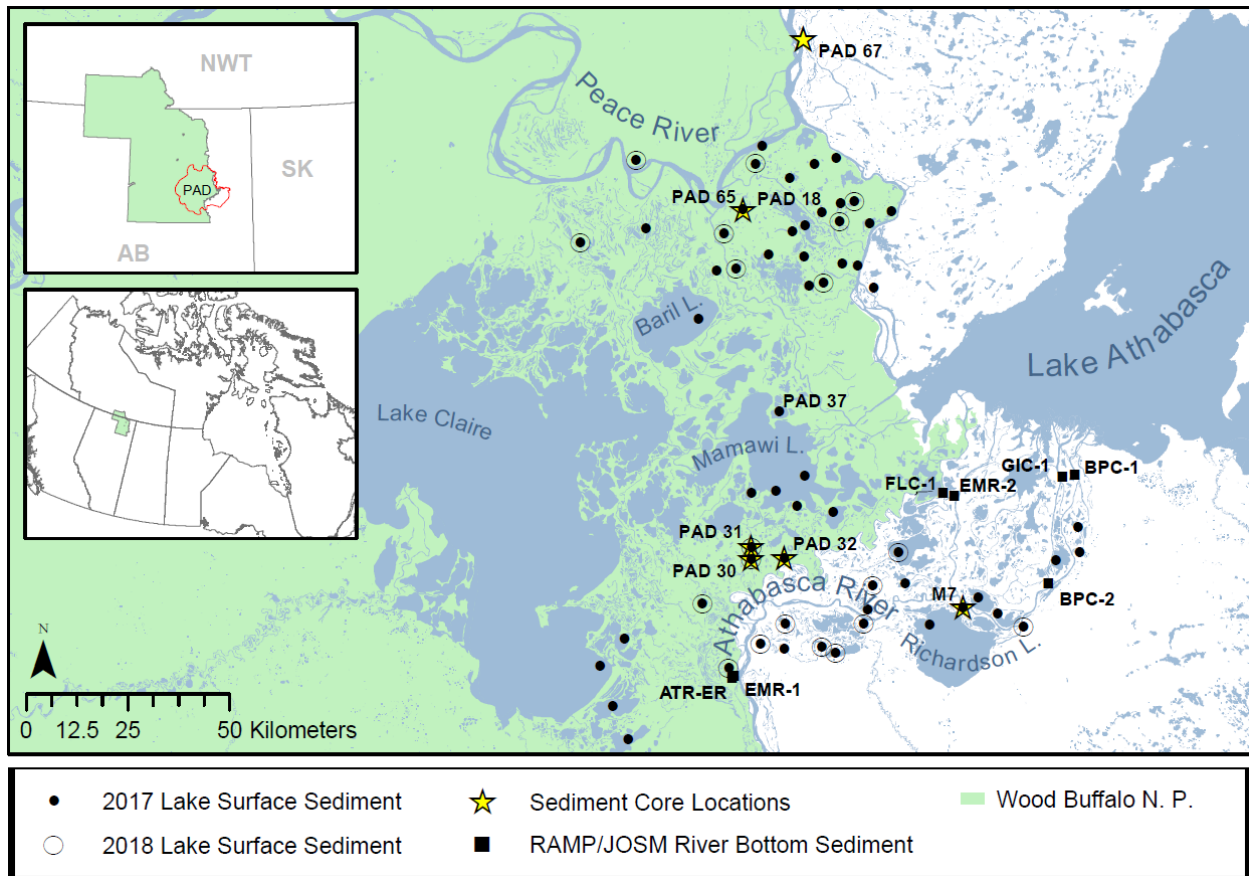 NWT
PAD
SK
AB
PAD 67
Peace River
PAD 65
PAD 18
Baril L.
Lake Athabasca
Lake Claire
PAD 37
Mamawi L.
GIC-1
BPC-1
FLC-1
EMR-2
PAD 31
PAD 32
PAD 30
Athabasca River
M7
BPC-2
Richardson L.
ATR-ER
EMR-1
N
0 12.5 25 50 Kilometers
2017 Lake Surface Sediment
Sediment Core Locations
Wood Buffalo N. P.
2018 Lake Surface Sediment
RAMP/JOSM River Bottom Sediment